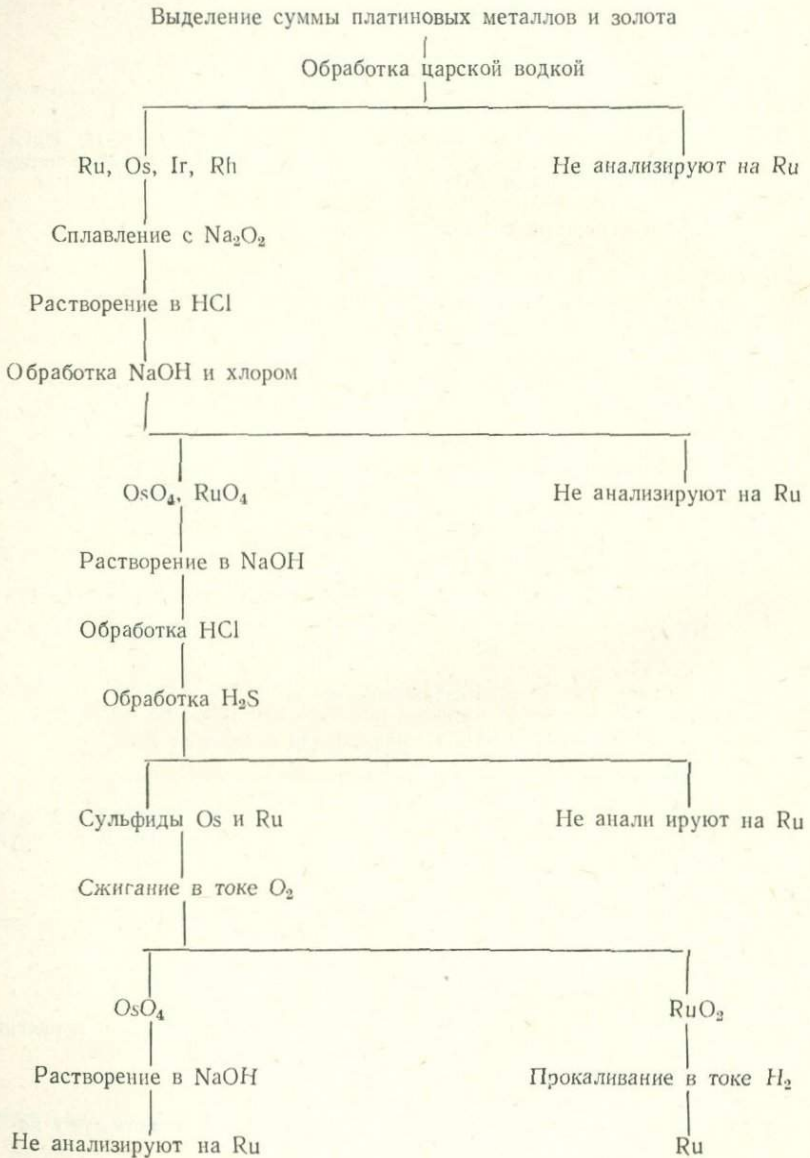 Выделение суммы платиновых металлов и золота
Обработка царской водкой
Ru, Os, Ir, Rh Не анализируют на Ru
Сплавление с Na₂O₂
Растворение в HCl
Обработка NaOH и хлором
OsO₄, RuO₄ Не анализируют на Ru
Растворение в NaOH
Обработка HCl
Обработка H₂S
Сульфиды Os и Ru Не анали ируют на Ru
Сжигание в токе O₂
OsO₄ RuO₂
Растворение в NaOH Прокаливание в токе H₂
Не анализируют на Ru Ru